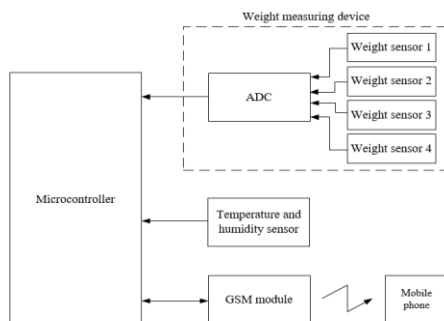 Weight measuring device
Weight sensor 1
Weight sensor 2
ADC
Weight sensor 3
Weight sensor 4
Microcontroller
Temperature and
humidity sensor
GSM module
Mobile
phone